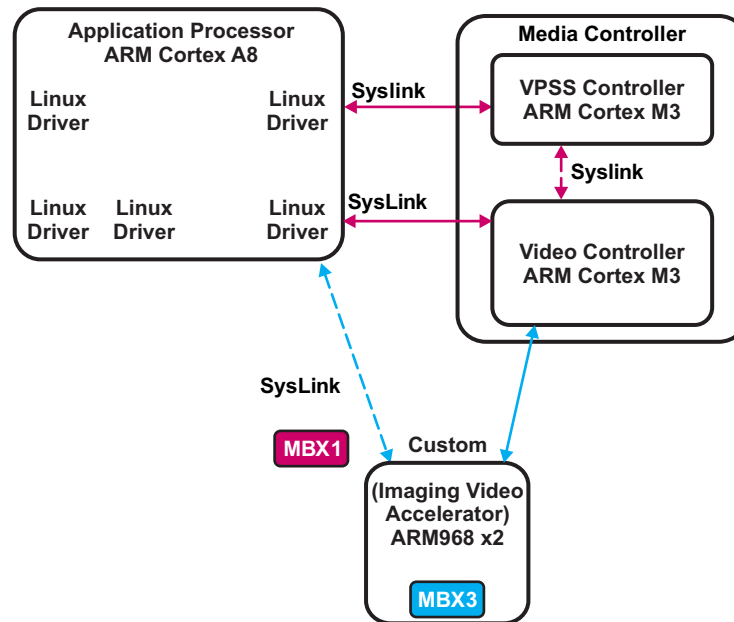 Application Processor
ARM Cortex A8
Linux
Driver
Linux
Driver
Linux
Driver
Linux
Driver
Linux
Driver
Syslink
SysLink
Media Controller
VPSS Controller
ARM Cortex M3
Syslink
Video Controller
ARM Cortex M3
SysLink
MBX1
Custom
(Imaging Video
Accelerator)
ARM968 x2
MBX3